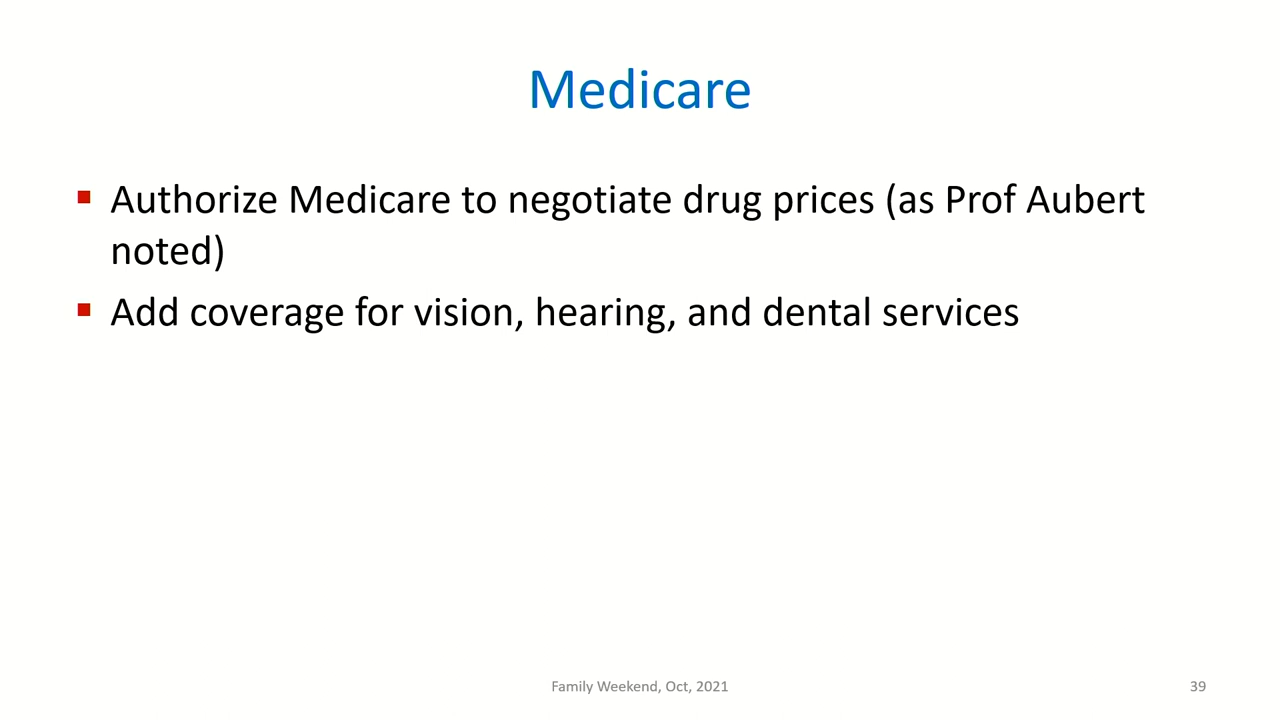 Medicare
▪ Authorize Medicare to negotiate drug prices (as Prof Aubert
noted)
▪ Add coverage for vision, hearing, and dental services
Family Weekend, Oct, 2021
39